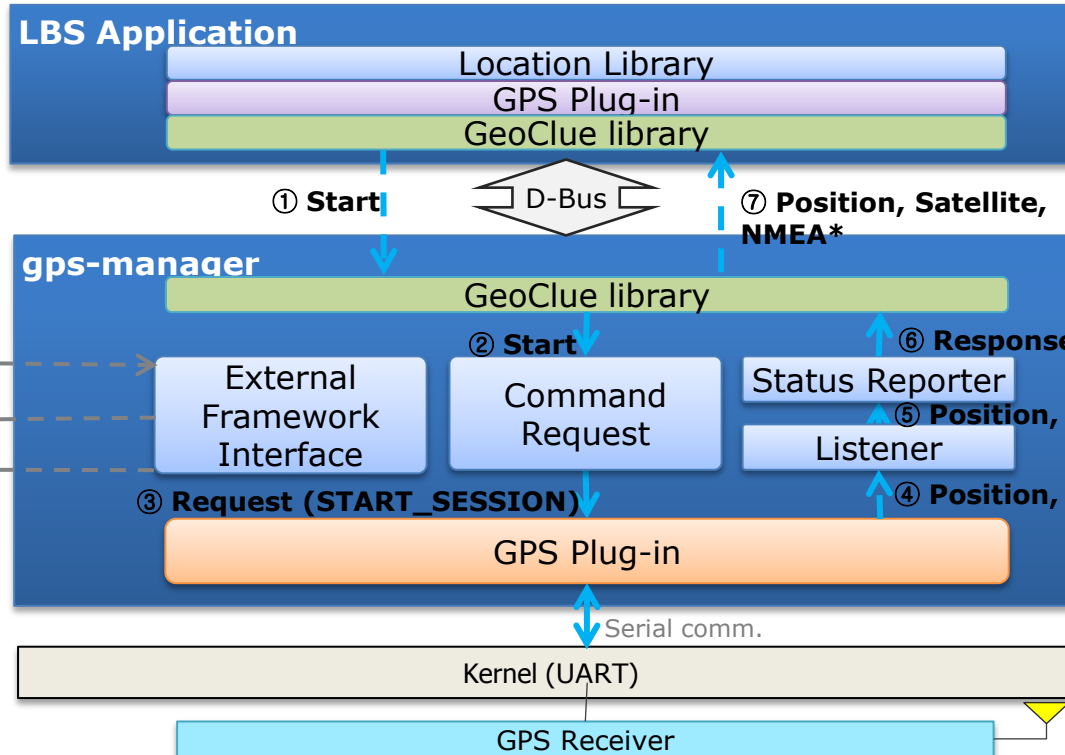 LBS Application
Location Library
GPS Plug-in
GeoClue library
① Start
D-Bus
⑦ Position, Satellite,
NMEA*
gps-manager
GeoClue library
② Start
⑥ Response
External
Framework
Interface
Command
Request
Status Reporter
⑤ Position,
Listener
③ Request (START_SESSION)
④ Position,
GPS Plug-in
Serial comm.
Kernel (UART)
GPS Receiver